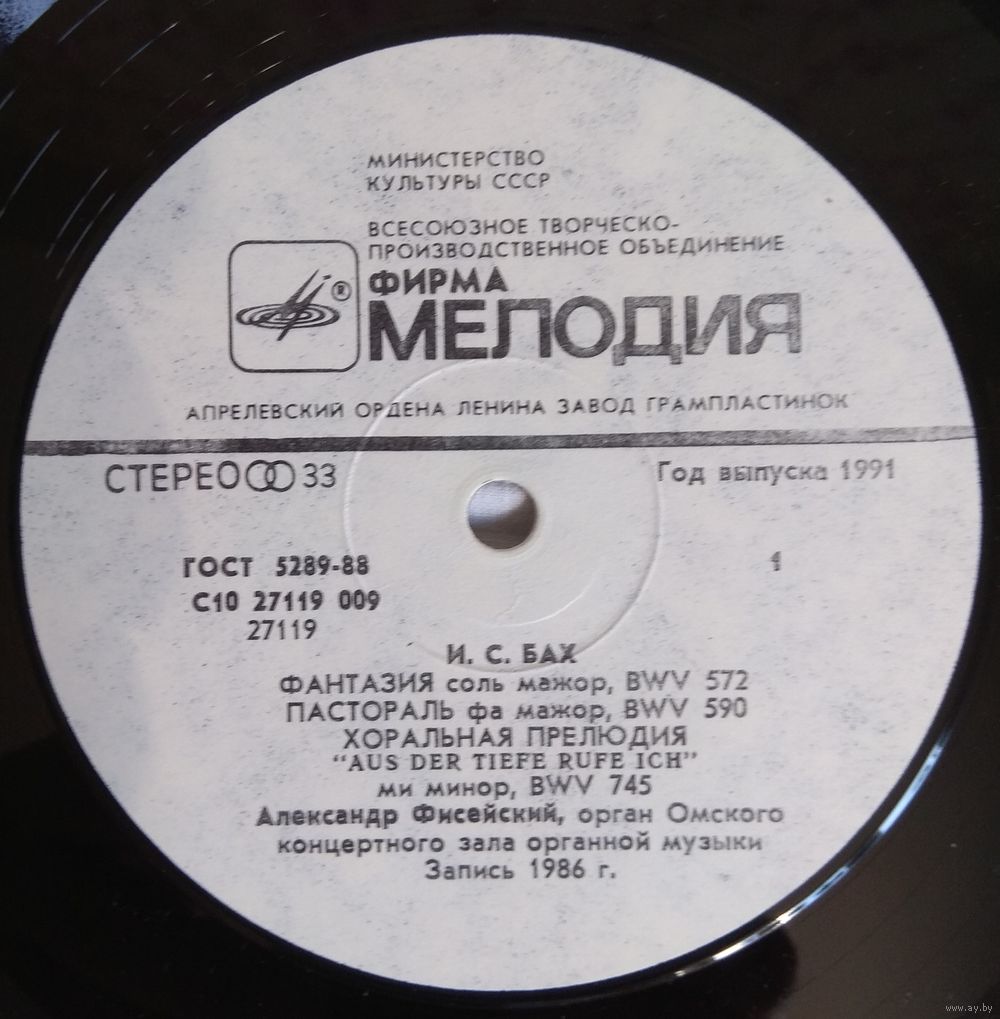 МИНИСТЕРСТВО
КУЛЬТУРЫ СССР
ВСЕСОЮЗНОЕ ТВОРЧЕСКО-
ПРОИЗВОДСТВЕННОЕ ОБЪЕДИНЕНИЕ
ФИРМА
®
МЕЛОДИЯ
АПРЕЛЕВСКИЙ ОРДЕНА ЛЕНИНА ЗАВОД ГРАМПЛАСТИНОК
СТЕРЕО 33
Год выпуска 1991
ГОСТ 5289-88
1
С10 27119 009
27119
И. С. БАХ
ФАНТАЗИЯ соль мажор, BWV 572
ПАСТОРАЛЬ фа мажор, BWV 590
ХОРАЛЬНАЯ ПРЕЛЮДИЯ
"AUS DER TIEFE RUFE ICH"
ми минор, BWV 745
Александр Фисейский, орган Омского
концертного зала органной музыки
Запись 1986 г.
www.ay.by